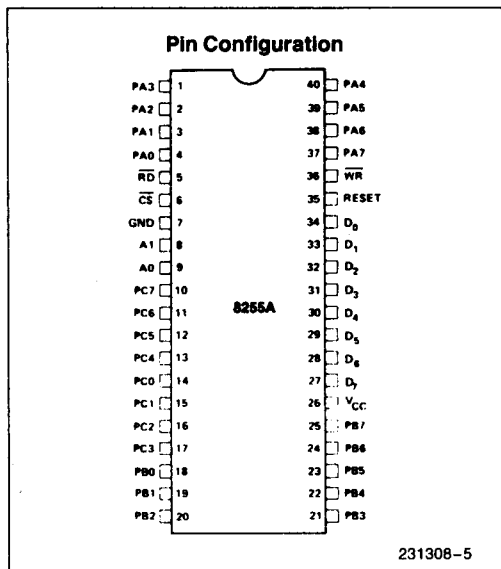 Pin Configuration
PA3 1 40 PA4
PA2 2 39 PA5
PA1 3 38 PA6
PA0 4 37 PA7
R̅D̅ 5 36 W̅R̅
C̅S̅ 6 35 RESET
GND 7 34 D₀
A1 8 33 D₁
A0 9 32 D₂
PC7 10 31 D₃
PC6 11 8255A 30 D₄
PC5 12 29 D₅
PC4 13 28 D₆
PC0 14 27 D₇
PC1 15 26 V_CC
PC2 16 25 PB7
PC3 17 24 PB6
PB0 18 23 PB5
PB1 19 22 PB4
PB2 20 21 PB3
231308-5